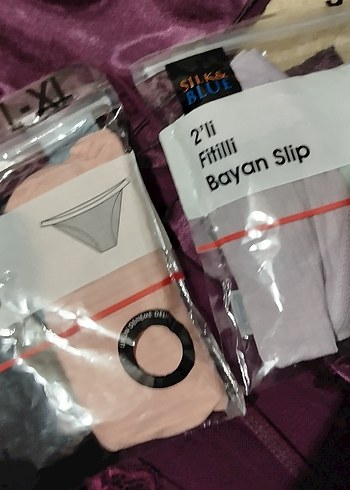 L-XL
SILK&
BLUE
2'li
Fitilli
Bayan Slip